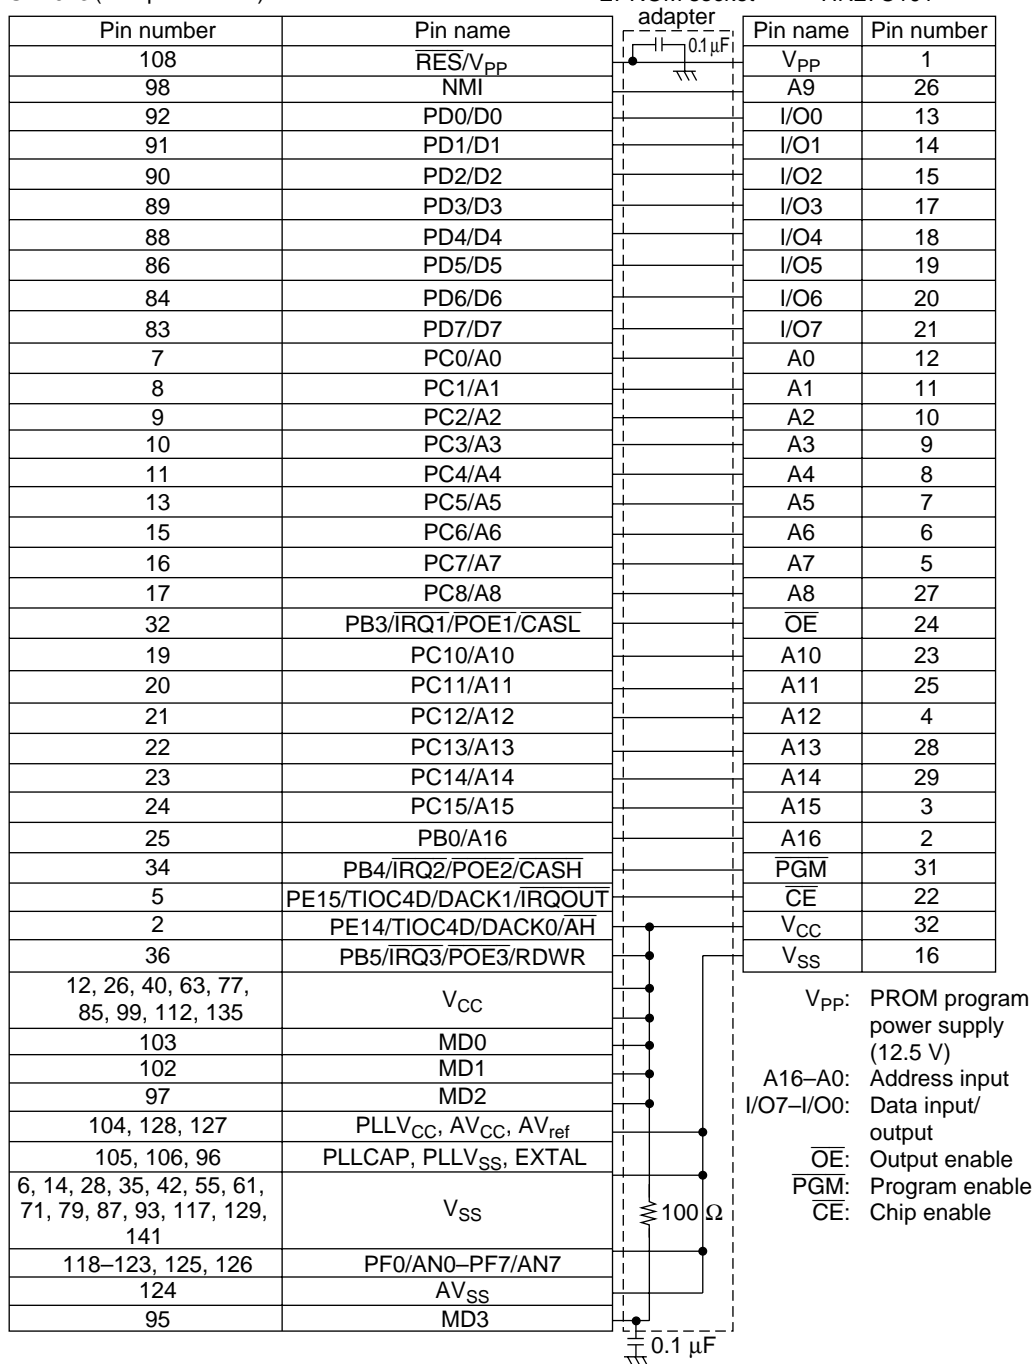 adapter
Pin number Pin name 0.1 μF Pin name Pin number
108 RES/VPP VPP 1
98 NMI A9 26
92 PD0/D0 I/O0 13
91 PD1/D1 I/O1 14
90 PD2/D2 I/O2 15
89 PD3/D3 I/O3 17
88 PD4/D4 I/O4 18
86 PD5/D5 I/O5 19
84 PD6/D6 I/O6 20
83 PD7/D7 I/O7 21
7 PC0/A0 A0 12
8 PC1/A1 A1 11
9 PC2/A2 A2 10
10 PC3/A3 A3 9
11 PC4/A4 A4 8
13 PC5/A5 A5 7
15 PC6/A6 A6 6
16 PC7/A7 A7 5
17 PC8/A8 A8 27
32 PB3/IRQ1/POE1/CASL OE 24
19 PC10/A10 A10 23
20 PC11/A11 A11 25
21 PC12/A12 A12 4
22 PC13/A13 A13 28
23 PC14/A14 A14 29
24 PC15/A15 A15 3
25 PB0/A16 A16 2
34 PB4/IRQ2/POE2/CASH PGM 31
5 PE15/TIOC4D/DACK1/IRQOUT CE 22
2 PE14/TIOC4D/DACK0/AH VCC 32
36 PB5/IRQ3/POE3/RDWR VSS 16
12, 26, 40, 63, 77,
85, 99, 112, 135 VCC
103 MD0
102 MD1
97 MD2
104, 128, 127 PLLVCC, AVCC, AVref
105, 106, 96 PLLCAP, PLLVSS, EXTAL
6, 14, 28, 35, 42, 55, 61,
71, 79, 87, 93, 117, 129,
141 VSS
100 Ω
118–123, 125, 126 PF0/AN0–PF7/AN7
124 AVSS
95 MD3
0.1 μF
VPP: PROM program
power supply
(12.5 V)
A16–A0: Address input
I/O7–I/O0: Data input/
output
OE: Output enable
PGM: Program enable
CE: Chip enable